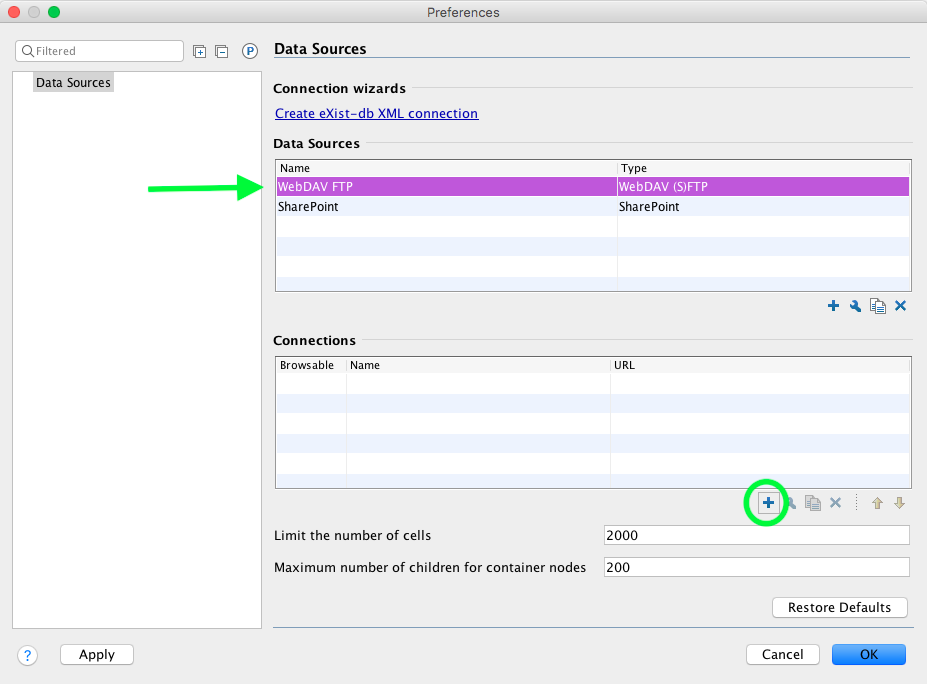 Preferences
Filtered
P
Data Sources
Data Sources
Connection wizards
Create eXist-db XML connection
Data Sources
Name Type
WebDAV FTP WebDAV (S)FTP
SharePoint SharePoint
Connections
Browsable Name URL
Limit the number of cells 2000
Maximum number of children for container nodes 200
Restore Defaults
? Apply Cancel OK